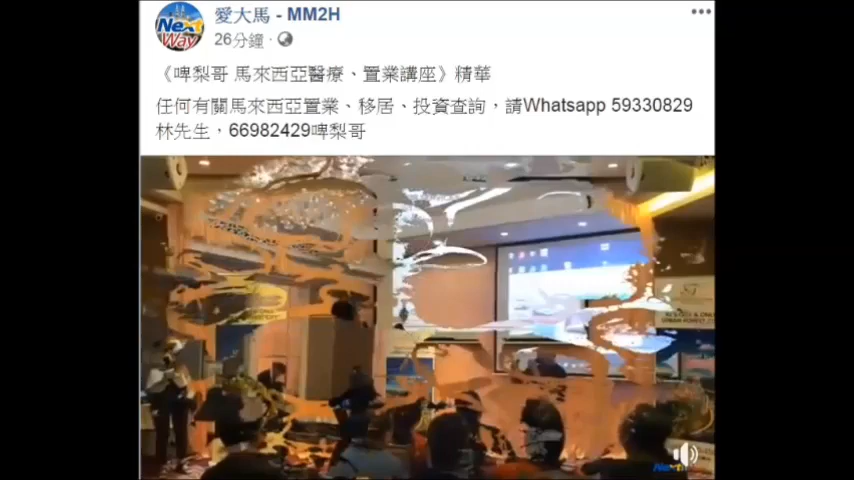 Next
Way
愛大馬 - MM2H
26分鐘
《啤梨哥 馬來西亞醫療、置業講座》精華
任何有關馬來西亞置業、移居、投資查詢，請Whatsapp 59330829
林先生，66982429啤梨哥